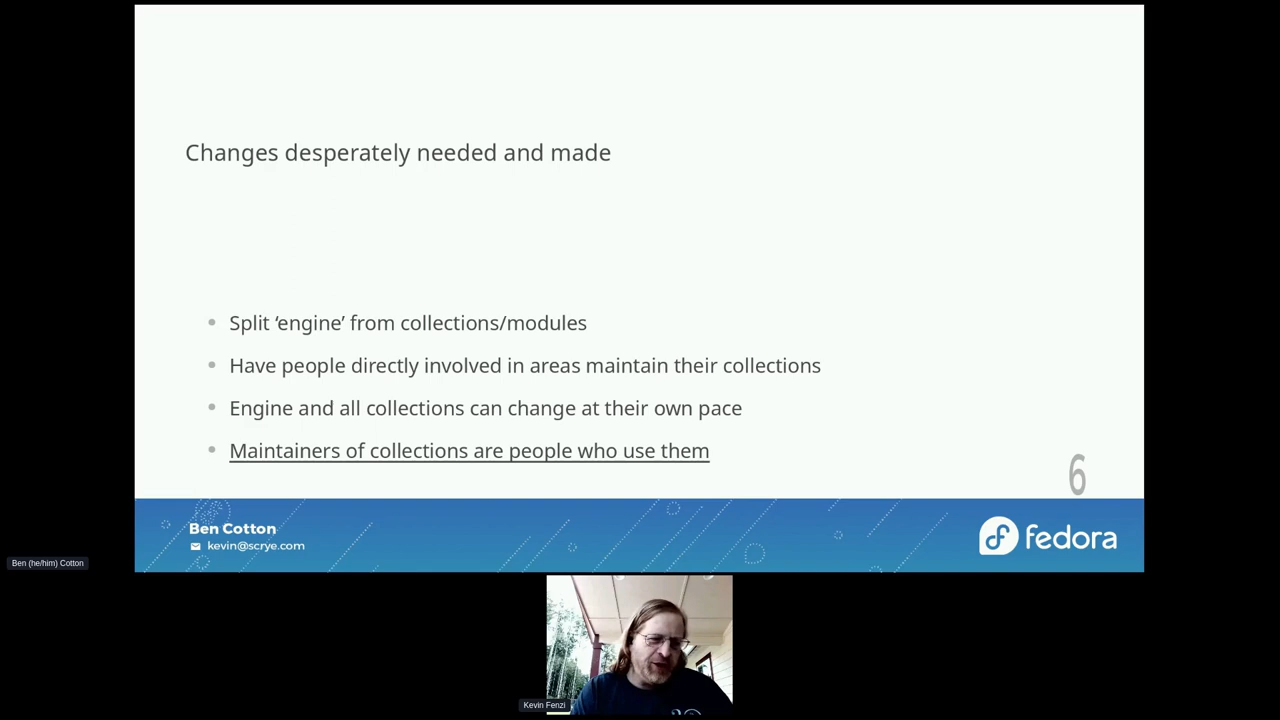 Changes desperately needed and made
Split ‘engine’ from collections/modules
Have people directly involved in areas maintain their collections
Engine and all collections can change at their own pace
Maintainers of collections are people who use them
6
Ben Cotton
kevin@scrye.com
fedora
Ben (he/him) Cotton
Kevin Fenzi